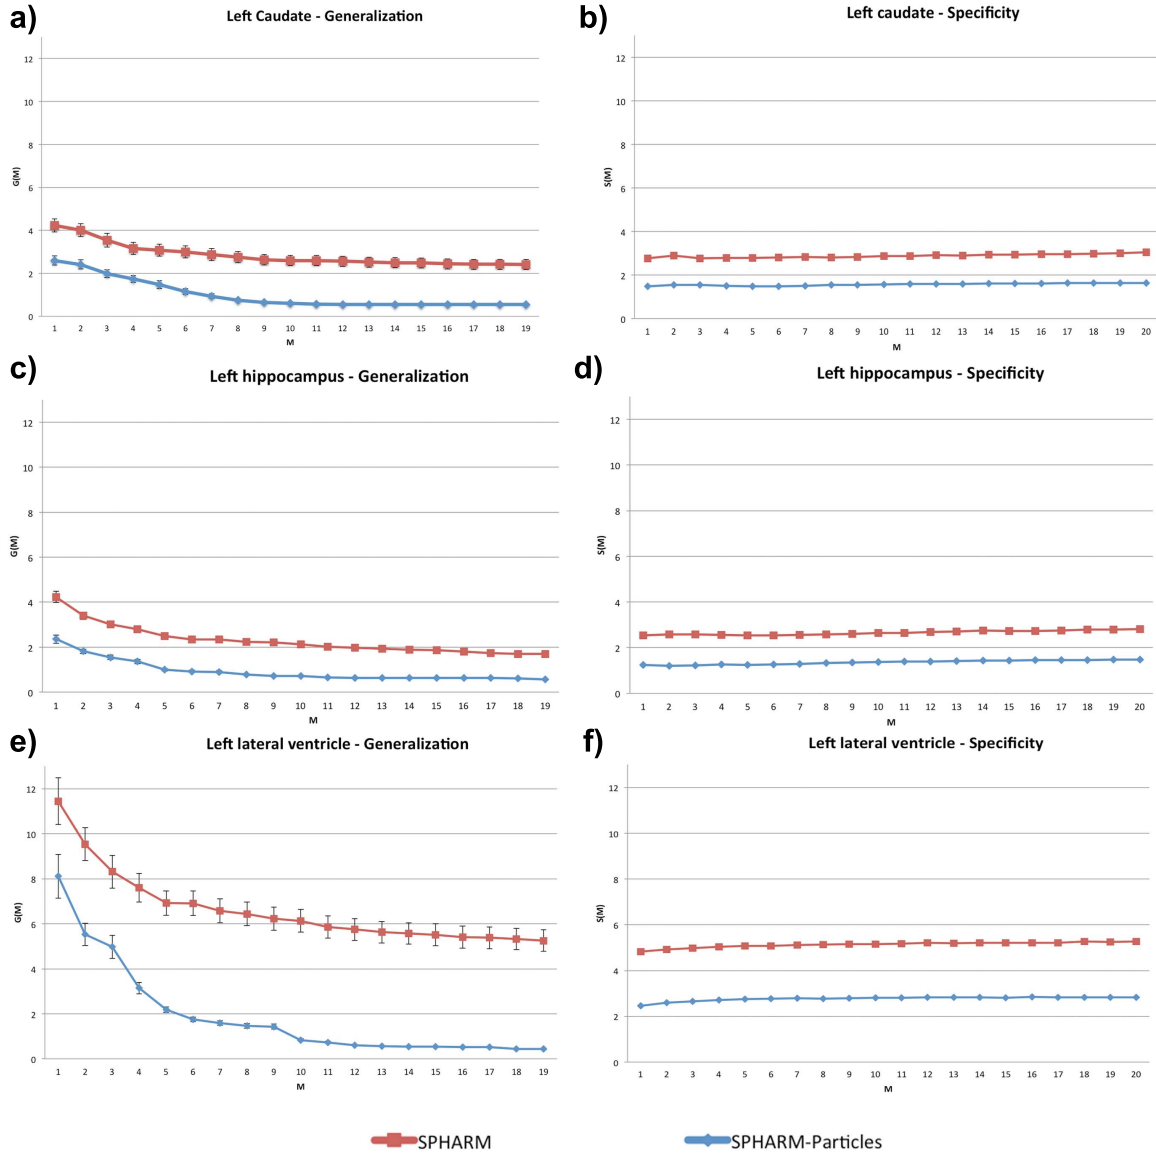 a)
Left Caudate - Generalization
12
10
8
6
4
2
0
G(M)
1 2 3 4 5 6 7 8 9 10 11 12 13 14 15 16 17 18 19
M
b)
Left caudate - Specificity
12
10
8
6
4
2
0
S(M)
1 2 3 4 5 6 7 8 9 10 11 12 13 14 15 16 17 18 19 20
M
c)
Left hippocampus - Generalization
12
10
8
6
4
2
0
G(M)
1 2 3 4 5 6 7 8 9 10 11 12 13 14 15 16 17 18 19
M
d)
Left hippocampus - Specificity
12
10
8
6
4
2
0
S(M)
1 2 3 4 5 6 7 8 9 10 11 12 13 14 15 16 17 18 19 20
M
e)
Left lateral ventricle - Generalization
12
10
8
6
4
2
0
G(M)
1 2 3 4 5 6 7 8 9 10 11 12 13 14 15 16 17 18 19
M
f)
Left lateral ventricle - Specificity
12
10
8
6
4
2
0
S(M)
1 2 3 4 5 6 7 8 9 10 11 12 13 14 15 16 17 18 19 20
M
SPHARM
SPHARM-Particles